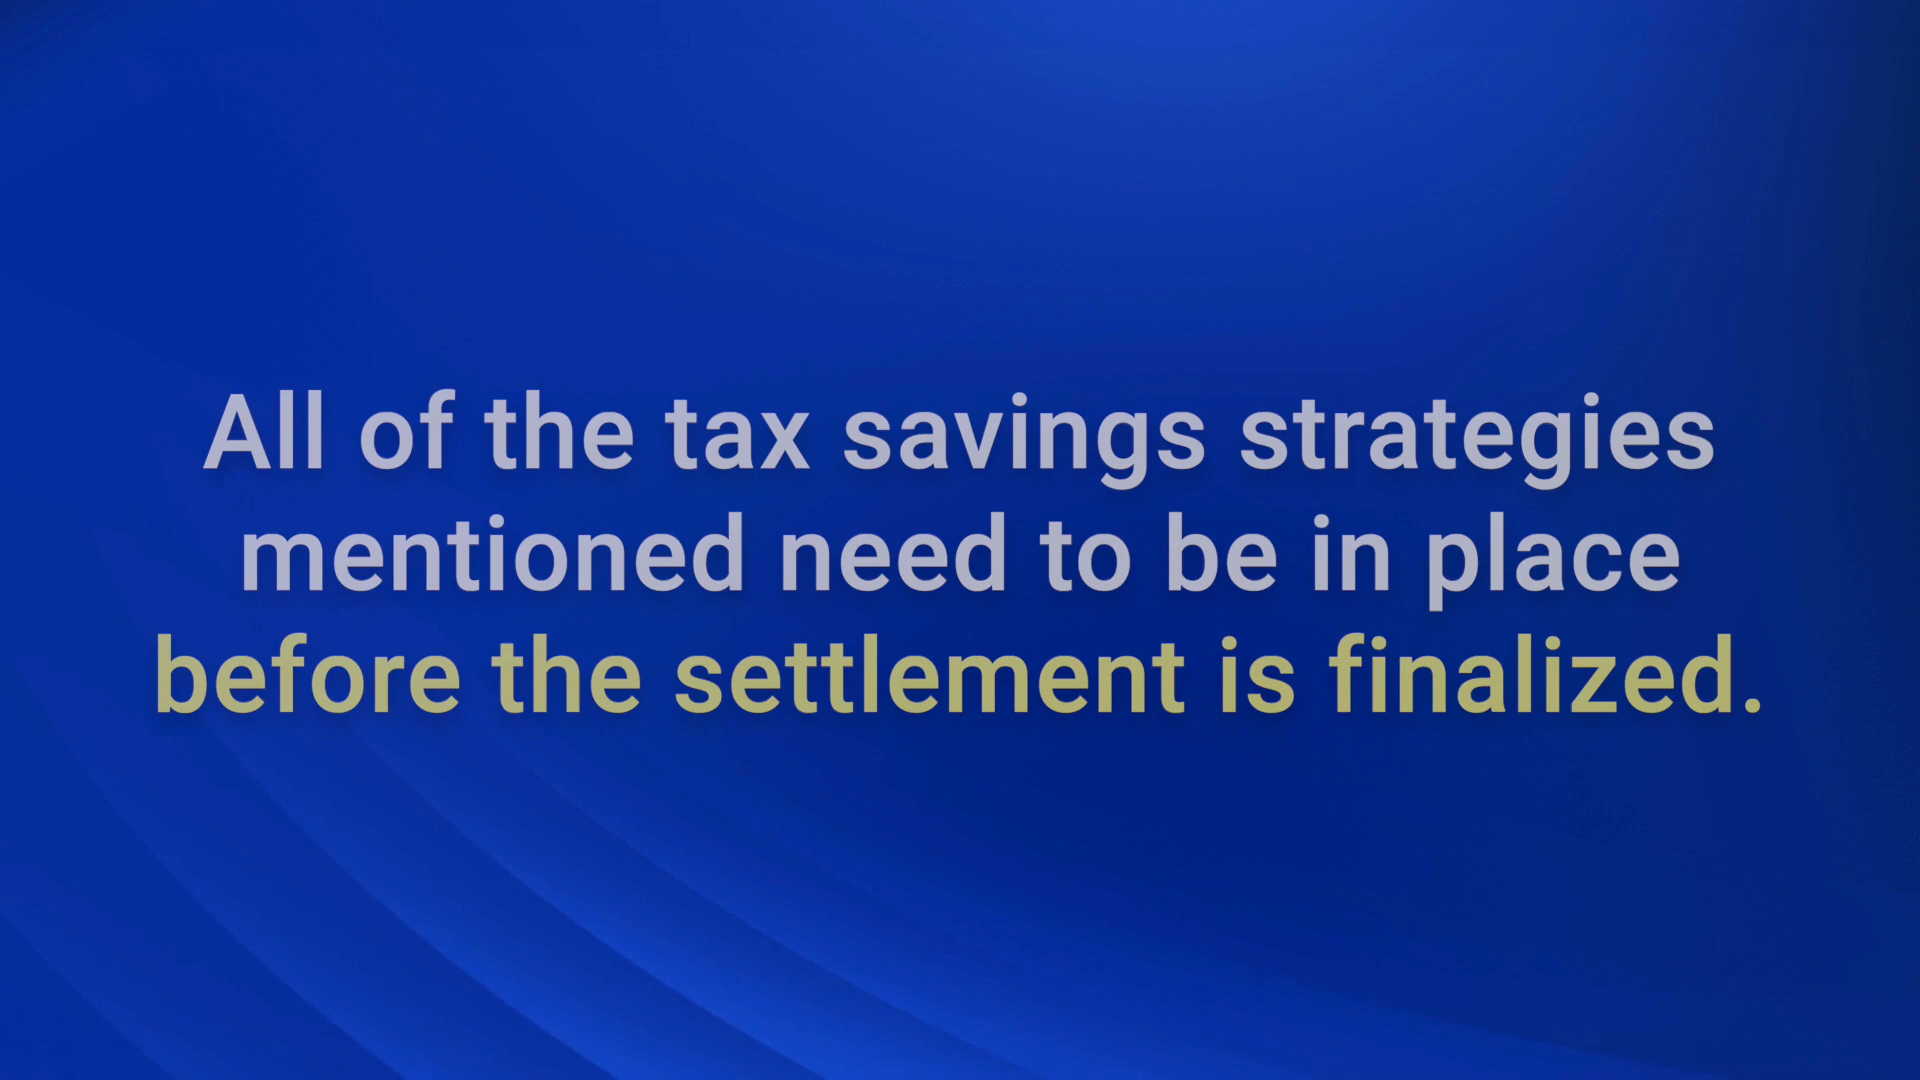 All of the tax savings strategies
mentioned need to be in place
before the settlement is finalized.